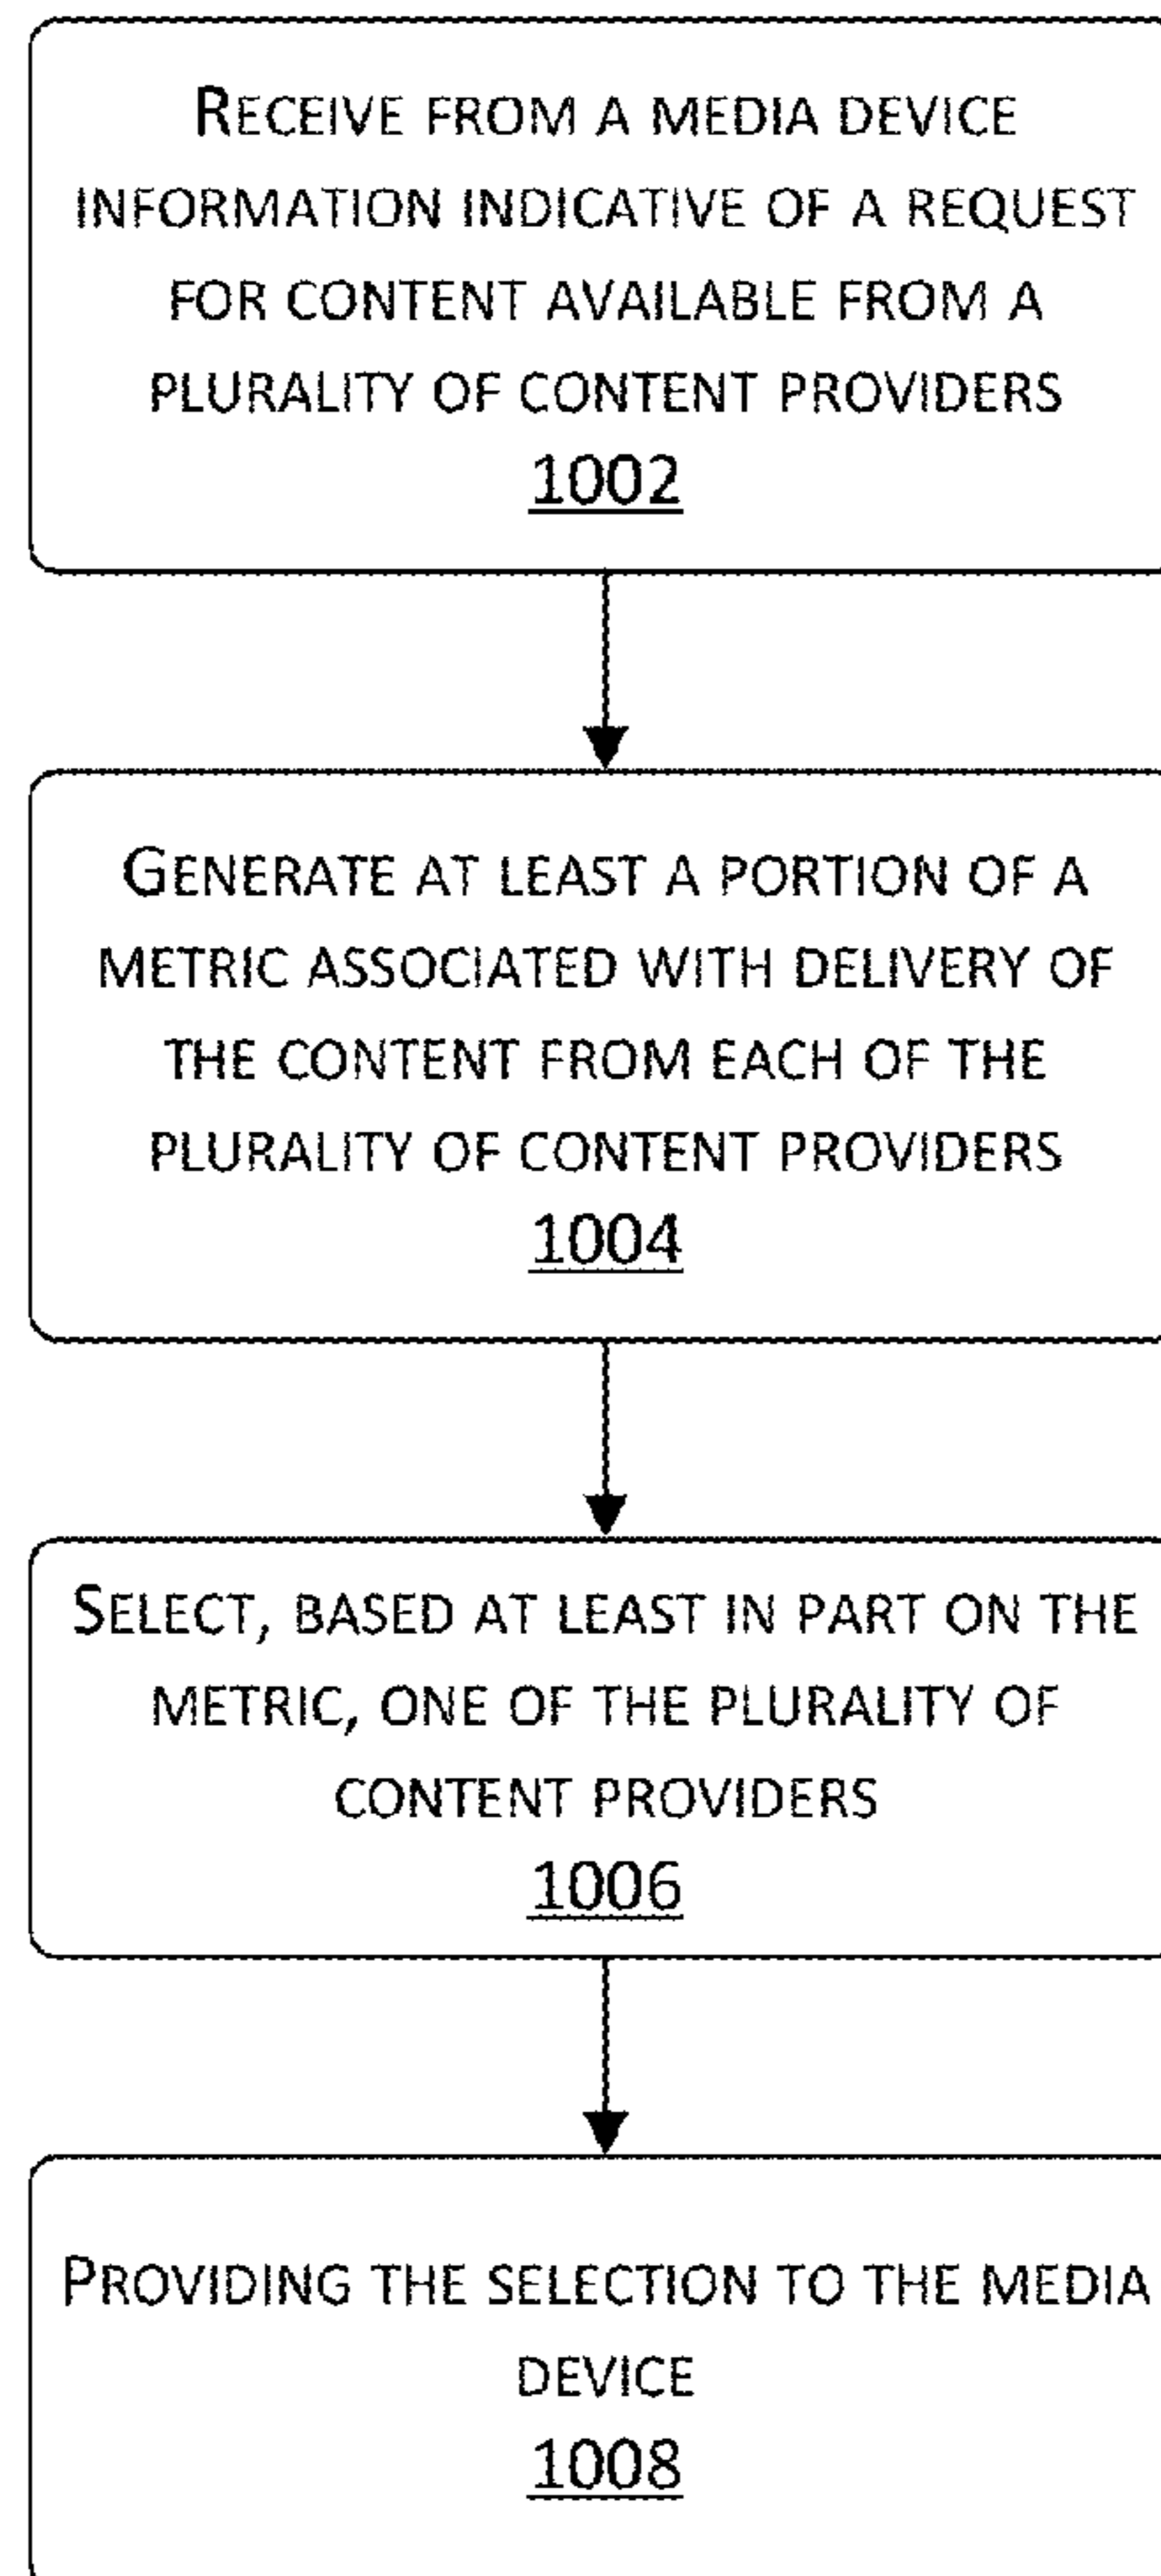 RECEIVE FROM A MEDIA DEVICE
INFORMATION INDICATIVE OF A REQUEST
FOR CONTENT AVAILABLE FROM A
PLURALITY OF CONTENT PROVIDERS
1002
GENERATE AT LEAST A PORTION OF A
METRIC ASSOCIATED WITH DELIVERY OF
THE CONTENT FROM EACH OF THE
PLURALITY OF CONTENT PROVIDERS
1004
SELECT, BASED AT LEAST IN PART ON THE
METRIC, ONE OF THE PLURALITY OF
CONTENT PROVIDERS
1006
PROVIDING THE SELECTION TO THE MEDIA
DEVICE
1008